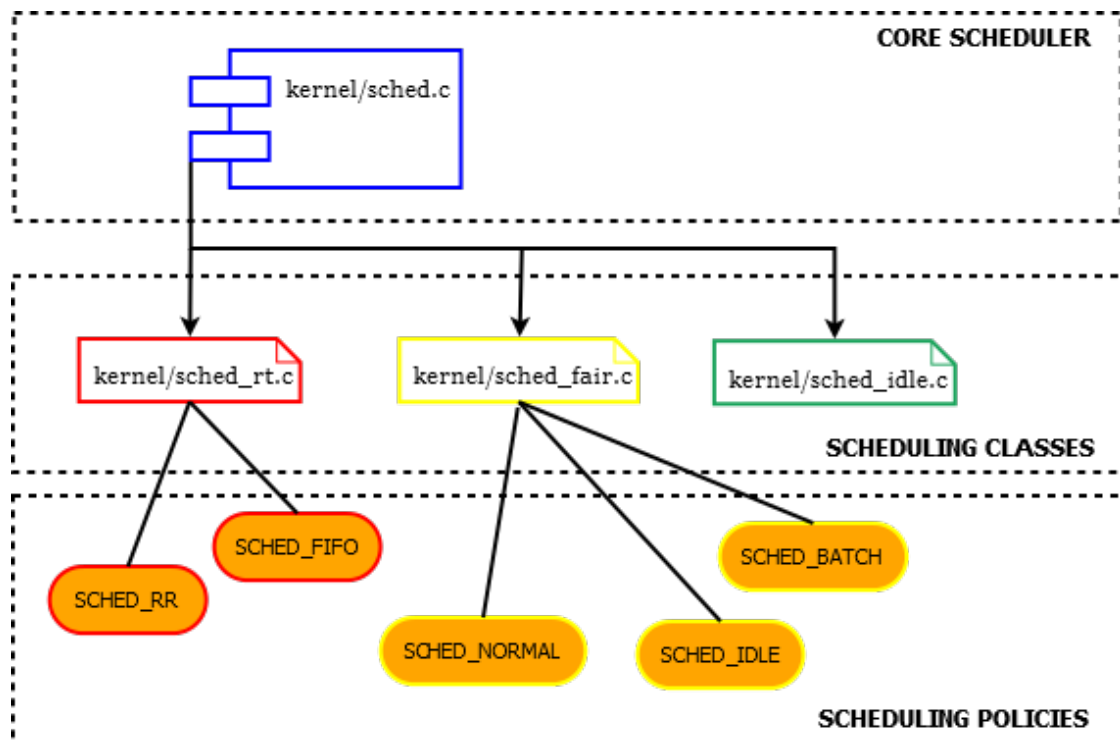 CORE SCHEDULER
kernel/sched.c
kernel/sched_rt.c
kernel/sched_fair.c
kernel/sched_idle.c
SCHEDULING CLASSES
SCHED_FIFO
SCHED_BATCH
SCHED_RR
SCHED_NORMAL
SCHED_IDLE
SCHEDULING POLICIES